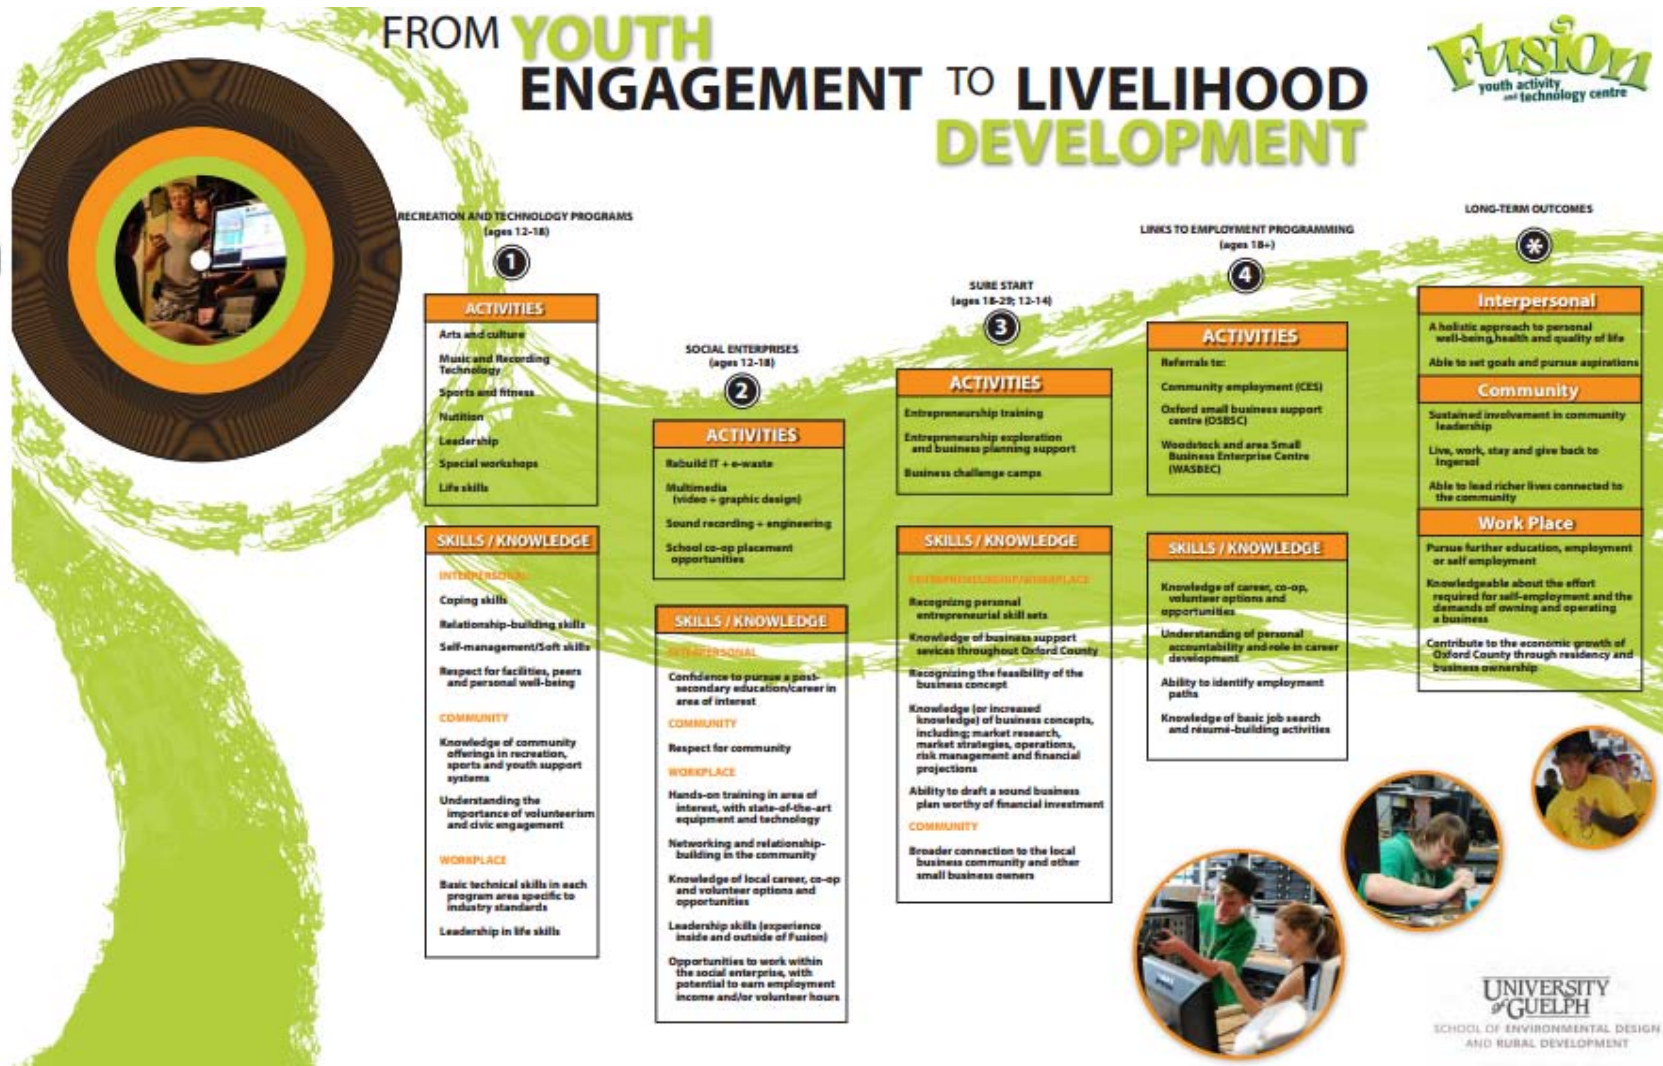 FROM YOUTH
ENGAGEMENT TO LIVELIHOOD
DEVELOPMENT
Fusion
youth activity
and technology centre
RECREATION AND TECHNOLOGY PROGRAMS
(ages 12-18)
1
ACTIVITIES
Arts and culture
Music and Recording
Technology
Sports and fitness
Nutition
Leadership
Special workshops
Life skills
SKILLS / KNOWLEDGE
INTERPERSONAL
Coping skills
Relationship-building skills
Self-management/Soft skills
Respect for facilities, peers
and personal well-being
COMMUNITY
Knowledge of community
offerings in recreation,
sports and youth support
systems
Understanding the
importance of volunteerism
and civic engagement
WORKPLACE
Basic technical skills in each
program area specific to
industry standards
Leadership in life skills
SOCIAL ENTERPRISES
(ages 12-18)
2
ACTIVITIES
Rebuild IT + e-waste
Multimedia
(video + graphic design)
Sound recording + engineering
School co-op placement
opportunities
SKILLS / KNOWLEDGE
INTERPERSONAL
Confidence to pursue a post-
secondary education/career in
area of interest
COMMUNITY
Respect for community
WORKPLACE
Hands-on training in area of
interest, with state-of-the-art
equipment and technology
Networking and relationship-
building in the community
Knowledge of local career, co-op
and volunteer options and
opportunities
Leadership skills (experience
inside and outside of Fusion)
Opportunities to work within
the social enterprise, with
potential to earn employment
income and/or volunteer hours
SURE START
(ages 18-29; 12-14)
3
ACTIVITIES
Entrepreneurship training
Entrepreneurship exploration
and business planning support
Business challenge camps
SKILLS / KNOWLEDGE
ENTREPRENEURSHIP/WORKPLACE
Recognizng personal
entrepreneurial skill sets
Knowledge of business support
sevices throughout Oxford County
Recognizing the feasibility of the
business concept
Knowledge (or increased
knowledge) of business concepts,
including; market research,
market strategies, operations,
risk management and financial
projections
Ability to draft a sound business
plan worthy of financial investment
COMMUNITY
Broader connection to the local
business community and other
small business owners
LINKS TO EMPLOYMENT PROGRAMMING
(ages 18+)
4
ACTIVITIES
Referrals to:
Community employment (CES)
Oxford small business support
centre (OSBSC)
Woodstock and area Small
Business Enterprise Centre
(WASBEC)
SKILLS / KNOWLEDGE
Knowledge of career, co-op,
volunteer options and
opportunities
Understanding of personal
accountability and role in career
development
Ability to identify employment
paths
Knowledge of basic job search
and résumé-building activities
LONG-TERM OUTCOMES
*
Interpersonal
A holistic approach to personal
well-being, health and quality of life
Able to set goals and pursue aspirations
Community
Sustained involvement in community
leadership
Live, work, stay and give back to
Ingersol
Able to lead richer lives connected to
the community
Work Place
Pursue further education, employment
or self employment
Knowledgeable about the effort
required for self-employment and the
demands of owning and operating
a business
Contribute to the economic growth of
Oxford County through residency and
business ownership
UNIVERSITY
of GUELPH
SCHOOL OF ENVIRONMENTAL DESIGN
AND RURAL DEVELOPMENT